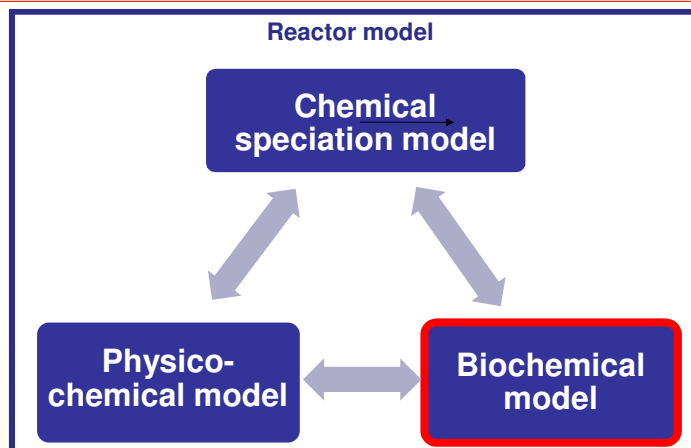 Reactor model
Chemical
speciation model
Physico-
chemical model
Biochemical
model